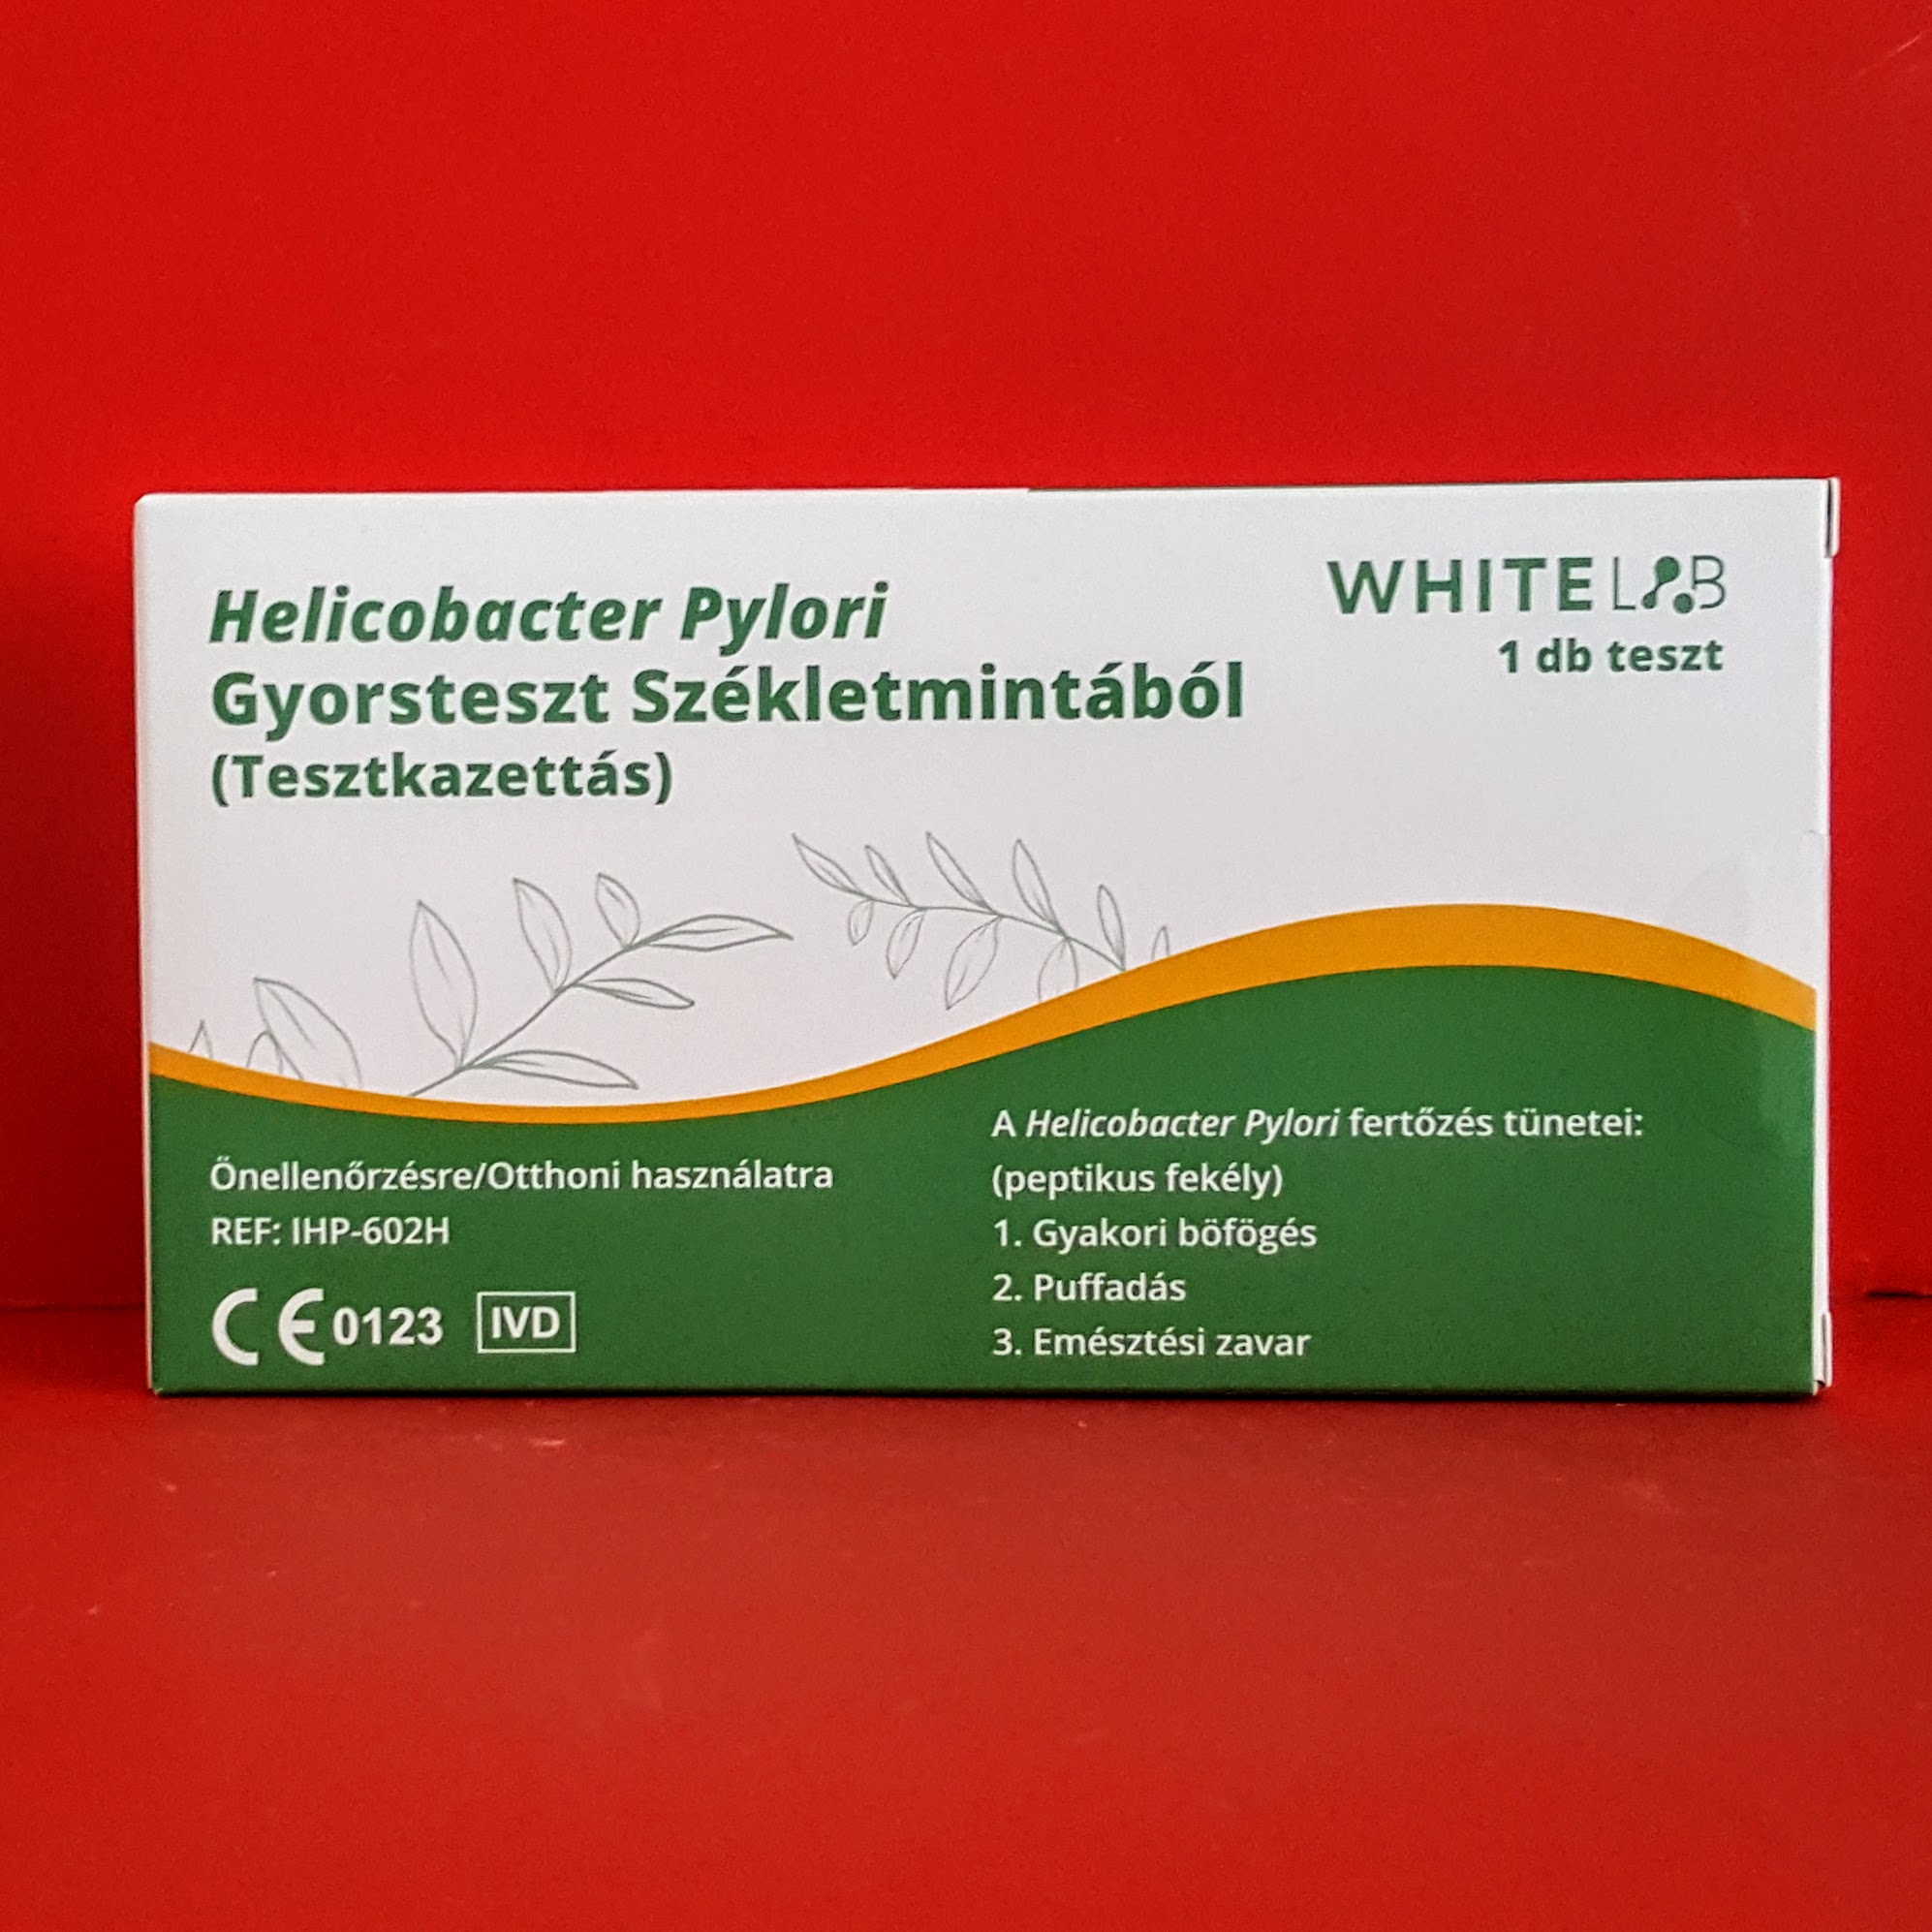 Helicobacter Pylori
Gyorsteszt Székletmintából
(Tesztkazettás)
WHITELAB
1 db teszt
Önellenőrzésre/Otthoni használatra
REF: IHP-602H
CE 0123 IVD
A Helicobacter Pylori fertőzés tünetei:
(peptikus fekély)
1. Gyakori böfögés
2. Puffadás
3. Emésztési zavar